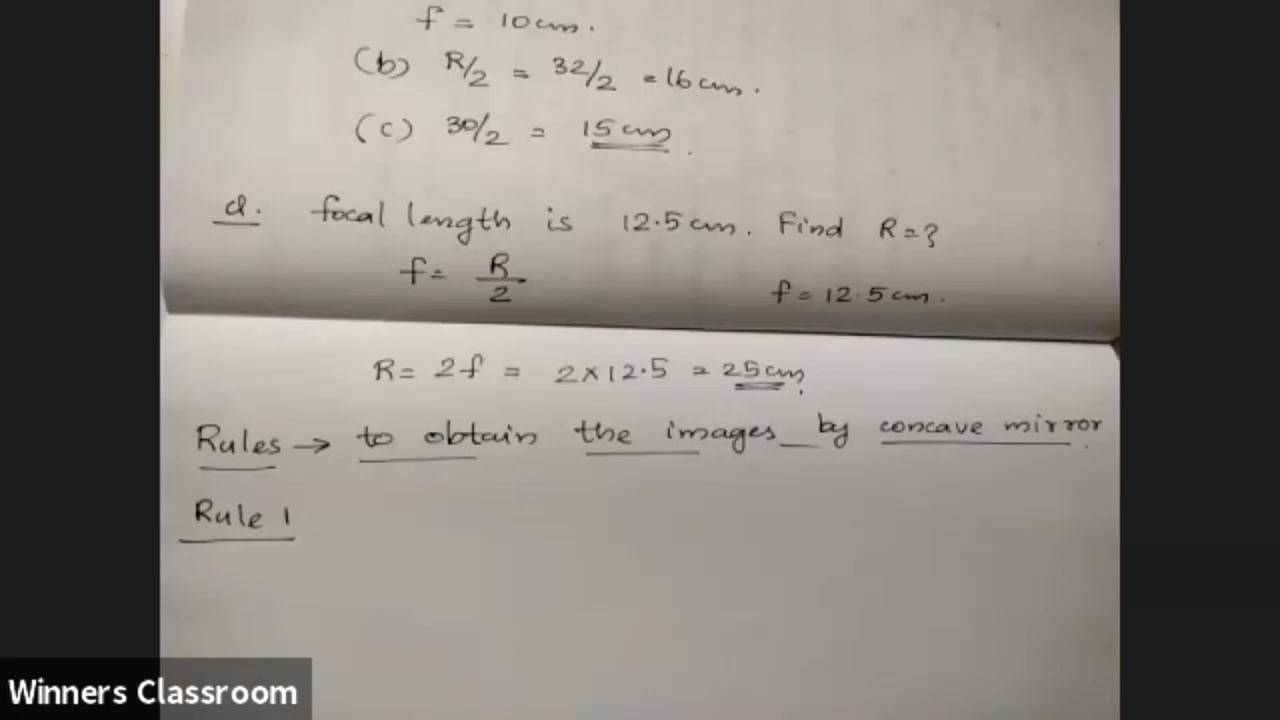 f = 10cm.
(b) R/2 = 32/2 = 16cm.
(c) 30/2 = 15cm.
Q. focal length is 12.5cm. Find R=?
f = R/2 f = 12.5cm.
R = 2f = 2×12.5 = 25cm.
Rules → to obtain the images by concave mirror.
Rule 1
Winners Classroom